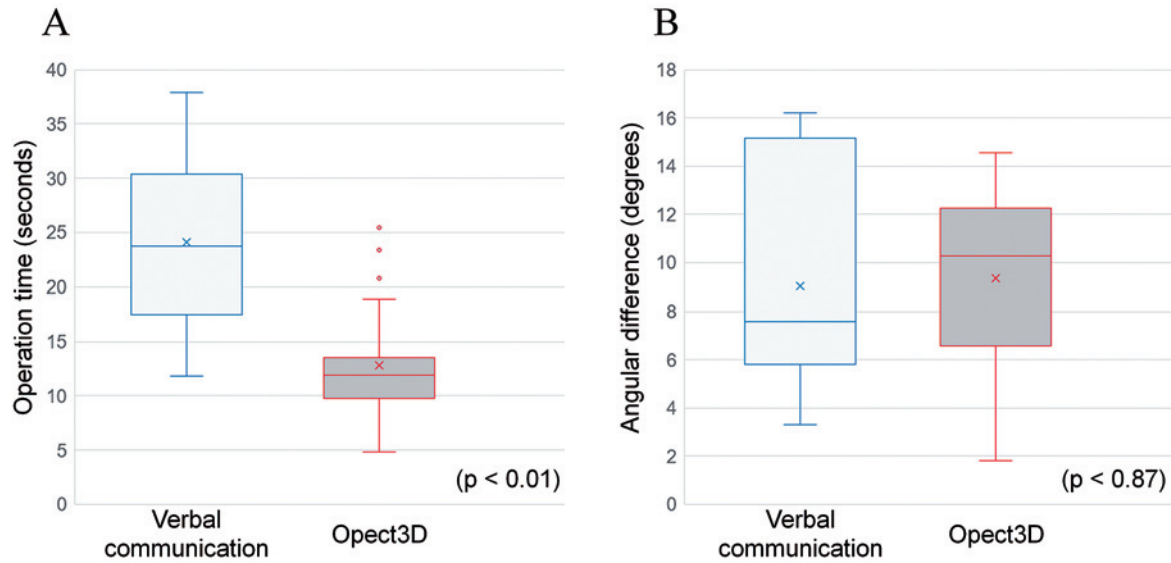 A
Operation time (seconds)
40
35
30
25
20
15
10
5
0
(p < 0.01)
Verbal
communication
Opect3D
B
Angular difference (degrees)
18
16
14
12
10
8
6
4
2
0
(p < 0.87)
Verbal
communication
Opect3D